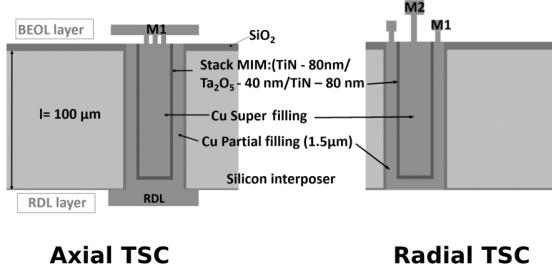 BEOL layer
M1
SiO2
M2
M1
Stack MIM:(TiN - 80nm/
Ta2O5 - 40 nm/TiN – 80 nm
l= 100 µm
Cu Super filling
Cu Partial filling (1.5µm)
Silicon interposer
RDL layer
RDL
Axial TSC
Radial TSC